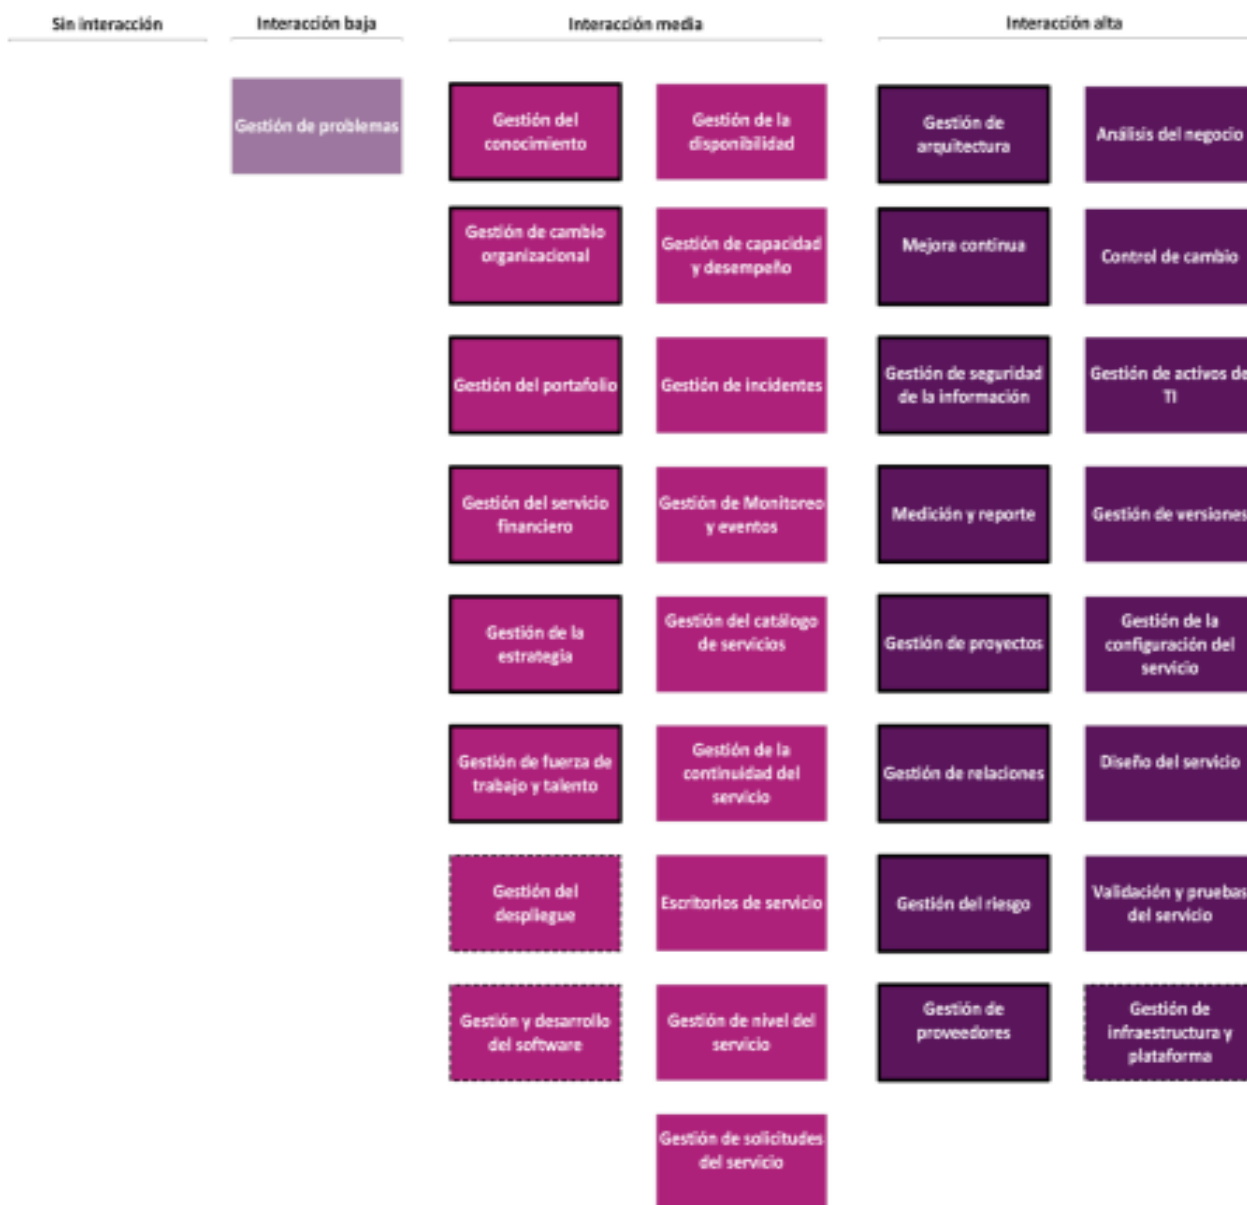 Sin interacción
Interacción baja
Interacción media
Interacción alta
Gestión de problemas
Gestión del
conocimiento
Gestión de la
disponibilidad
Gestión de
arquitectura
Análisis del negocio
Gestión de cambio
organizacional
Gestión de capacidad
y desempeño
Mejora continua
Control de cambio
Gestión del portafolio
Gestión de incidentes
Gestión de seguridad
de la información
Gestión de activos de
TI
Gestión del servicio
financiero
Gestión de Monitoreo
y eventos
Medición y reporte
Gestión de versiones
Gestión de la
estrategia
Gestión del catálogo
de servicios
Gestión de proyectos
Gestión de la
configuración del
servicio
Gestión de fuerza de
trabajo y talento
Gestión de la
continuidad del
servicio
Gestión de relaciones
Diseño del servicio
Gestión del
despliegue
Escritorios de servicio
Gestión del riesgo
Validación y pruebas
del servicio
Gestión y desarrollo
del software
Gestión de nivel del
servicio
Gestión de
proveedores
Gestión de
infraestructura y
plataforma
Gestión de solicitudes
del servicio